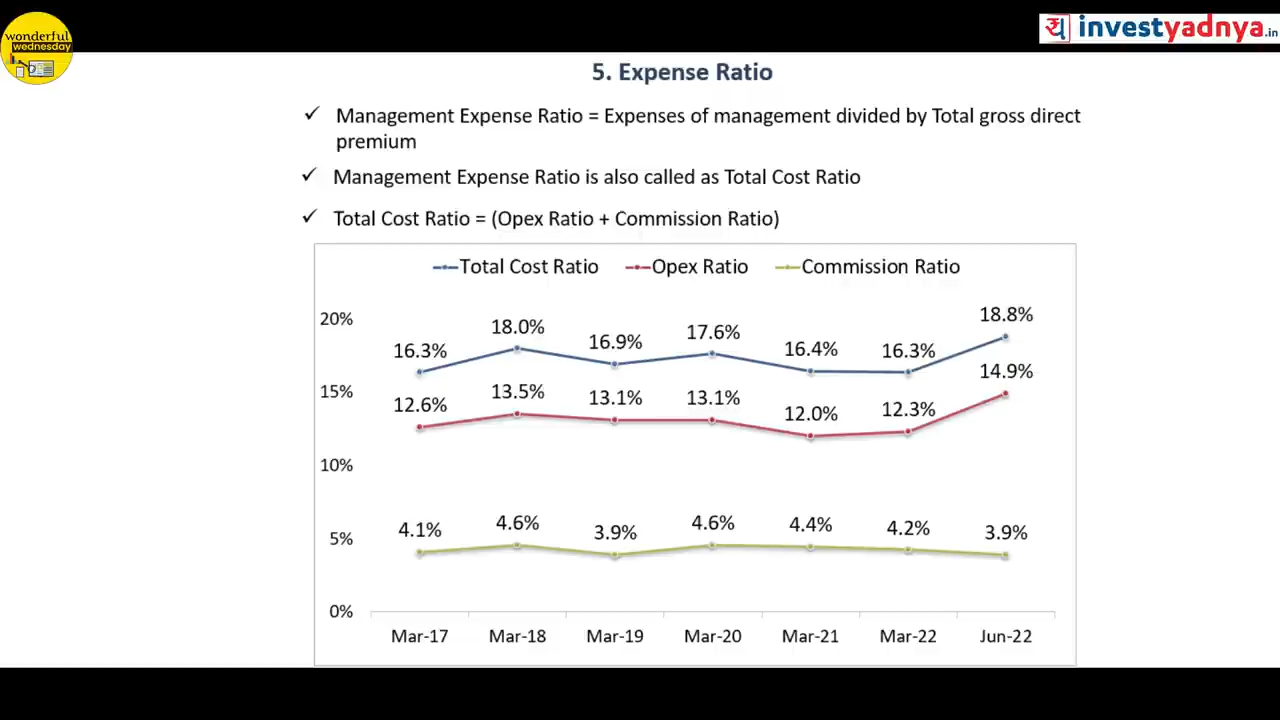 wonderful
wednesday
investyadnya.in
5. Expense Ratio
✓ Management Expense Ratio = Expenses of management divided by Total gross direct
premium
✓ Management Expense Ratio is also called as Total Cost Ratio
✓ Total Cost Ratio = (Opex Ratio + Commission Ratio)
Total Cost Ratio Opex Ratio Commission Ratio
20%
15%
10%
5%
0%
16.3% 18.0% 16.9% 17.6% 16.4% 16.3% 18.8%
12.6% 13.5% 13.1% 13.1% 12.0% 12.3% 14.9%
4.1% 4.6% 3.9% 4.6% 4.4% 4.2% 3.9%
Mar-17 Mar-18 Mar-19 Mar-20 Mar-21 Mar-22 Jun-22